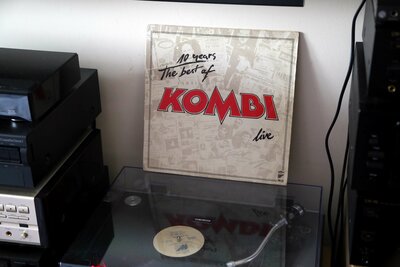 10 years
The best of
KOMBI
live